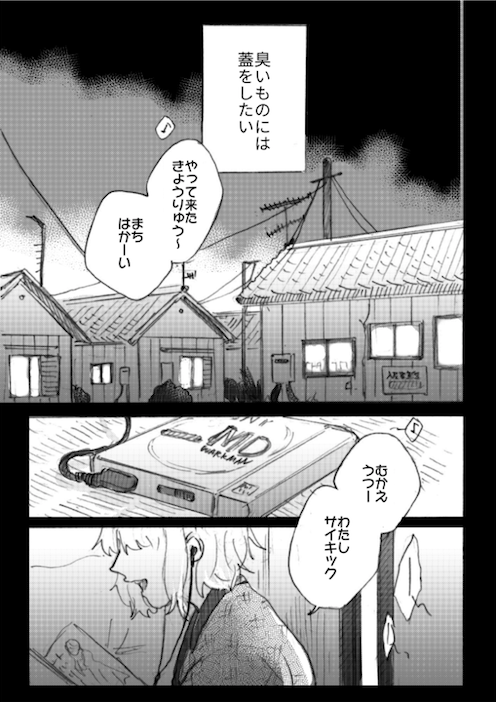 臭いものには
蓋をしたい
♪
やって来た
きょうりゅう～
まち
はかーい
♪
むかえ
うつー
わたし
サイキック
MD
WALKMAN